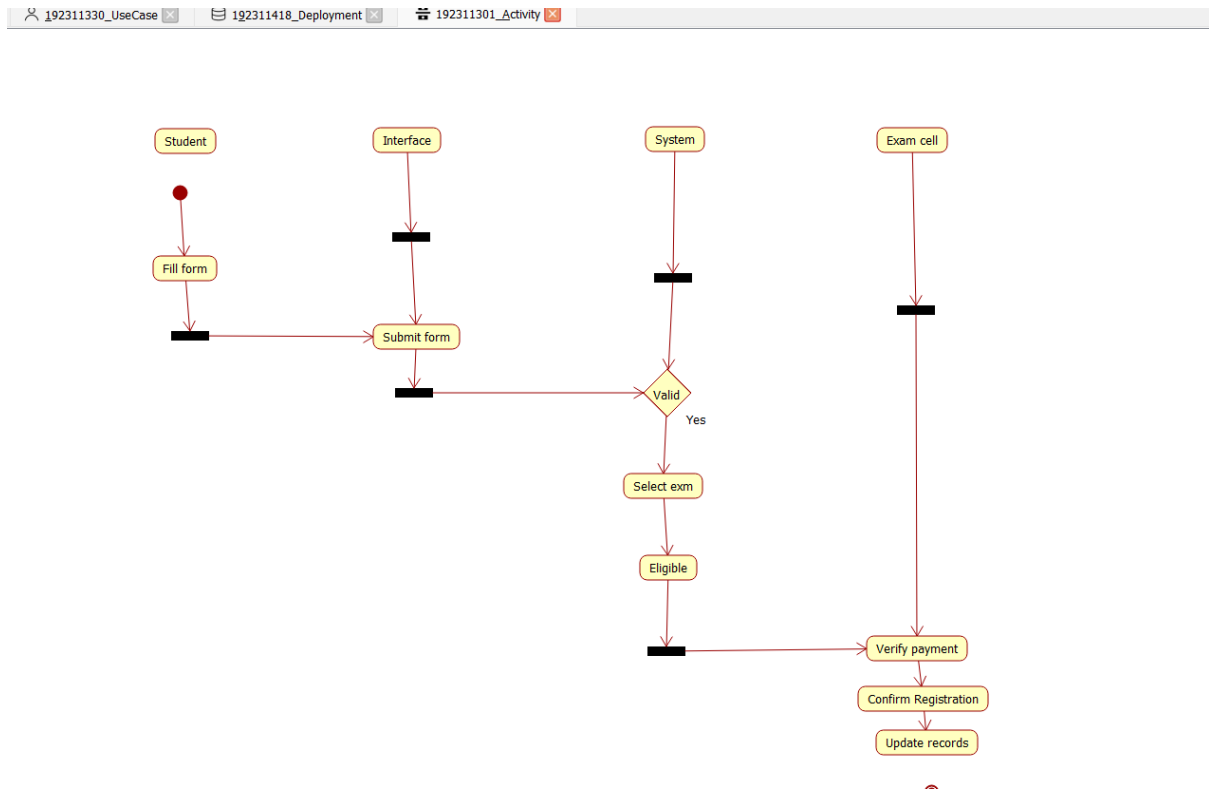 192311330_UseCase
192311418_Deployment
192311301_Activity
Student
Interface
System
Exam cell
Fill form
Submit form
Valid
Yes
Select exm
Eligible
Verify payment
Confirm Registration
Update records